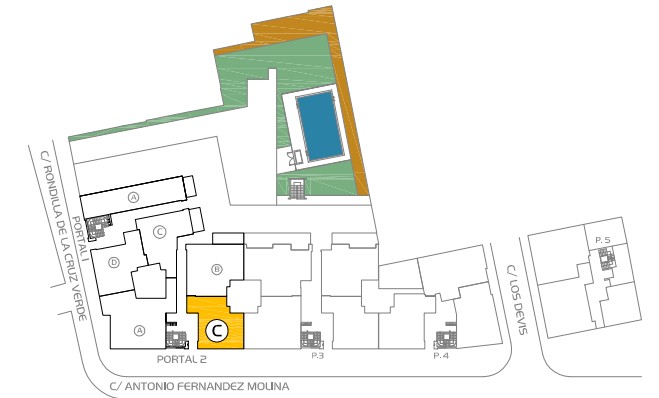 C/ RONDILLA DE LA CRUZ VERDE
PORTAL 1
A
C
D
B
A
C
PORTAL 2
P.3
P. 4
C/ LOS DEVIS
P. 5
C/ ANTONIO FERNANDEZ MOLINA